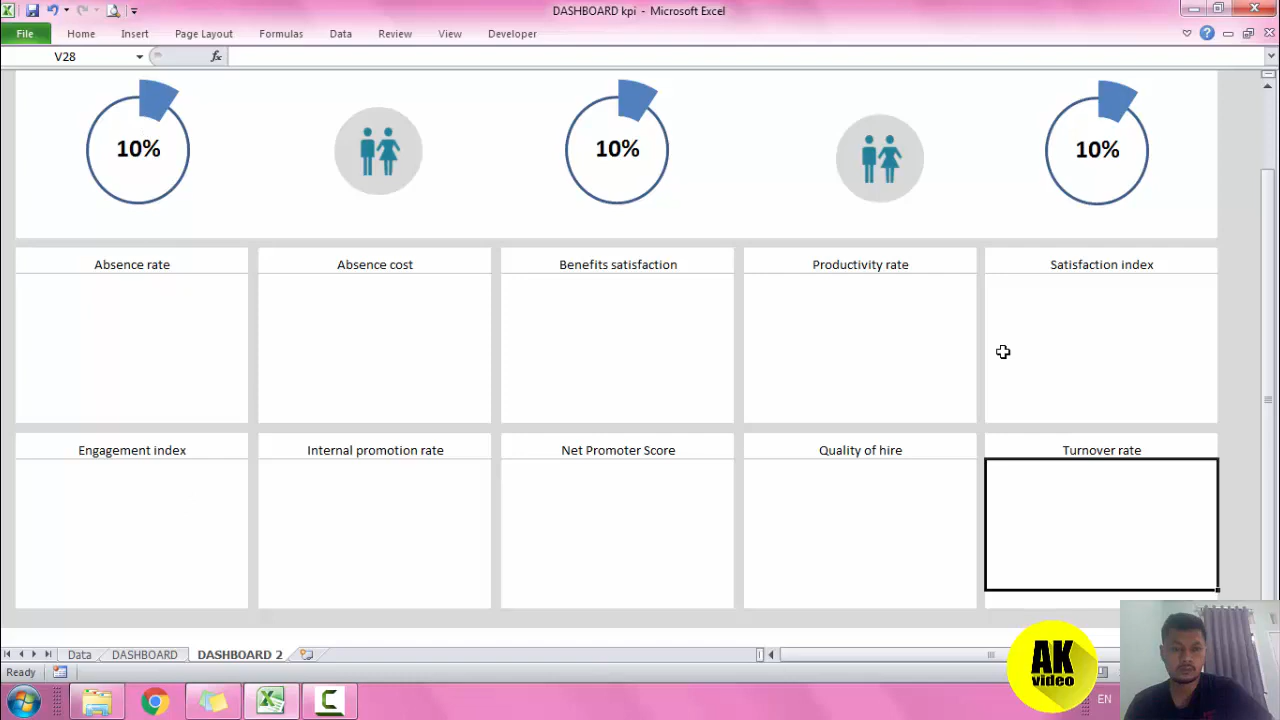 DASHBOARD kpi - Microsoft Excel
File Home Insert Page Layout Formulas Data Review View Developer
V28 fx
10% 10% 10%
Absence rate Absence cost Benefits satisfaction Productivity rate Satisfaction index
Engagement index Internal promotion rate Net Promoter Score Quality of hire Turnover rate
Data DASHBOARD DASHBOARD 2
Ready
AK
video
EN